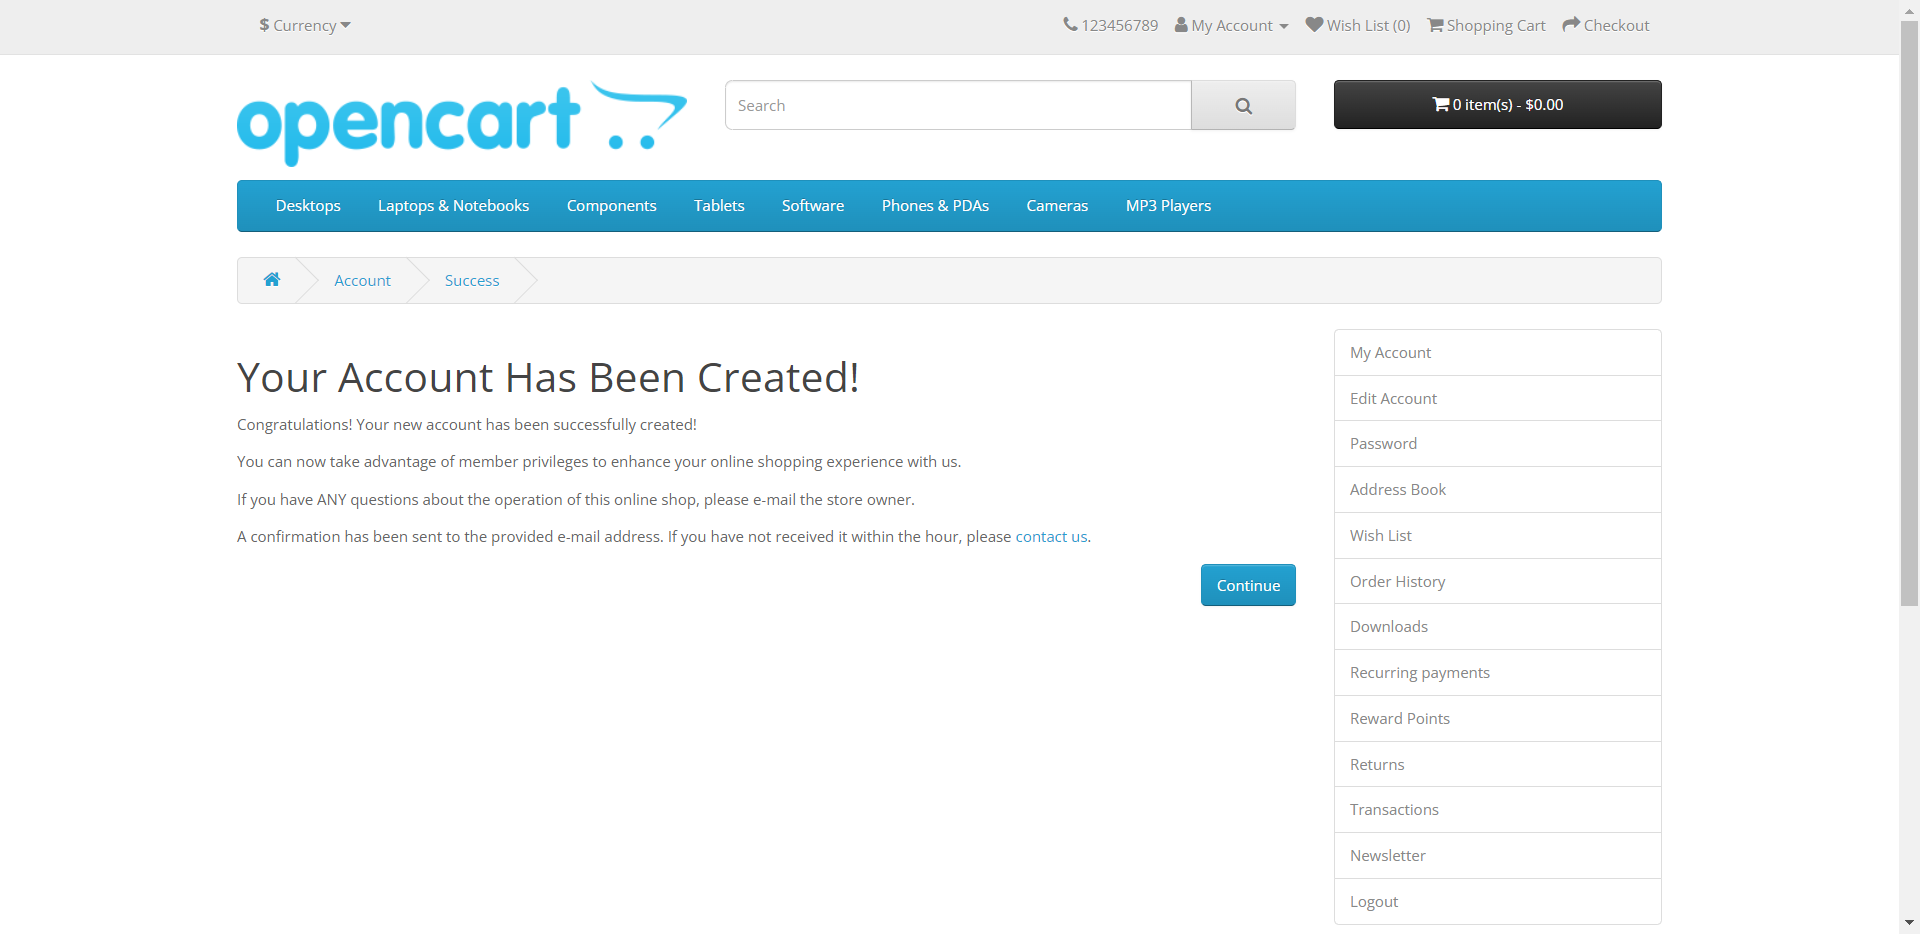 $ Currency
123456789 My Account Wish List (0) Shopping Cart Checkout
opencart
Search
0 item(s) - $0.00
Desktops Laptops & Notebooks Components Tablets Software Phones & PDAs Cameras MP3 Players
Account Success
Your Account Has Been Created!
Congratulations! Your new account has been successfully created!
You can now take advantage of member privileges to enhance your online shopping experience with us.
If you have ANY questions about the operation of this online shop, please e-mail the store owner.
A confirmation has been sent to the provided e-mail address. If you have not received it within the hour, please contact us.
Continue
My Account
Edit Account
Password
Address Book
Wish List
Order History
Downloads
Recurring payments
Reward Points
Returns
Transactions
Newsletter
Logout